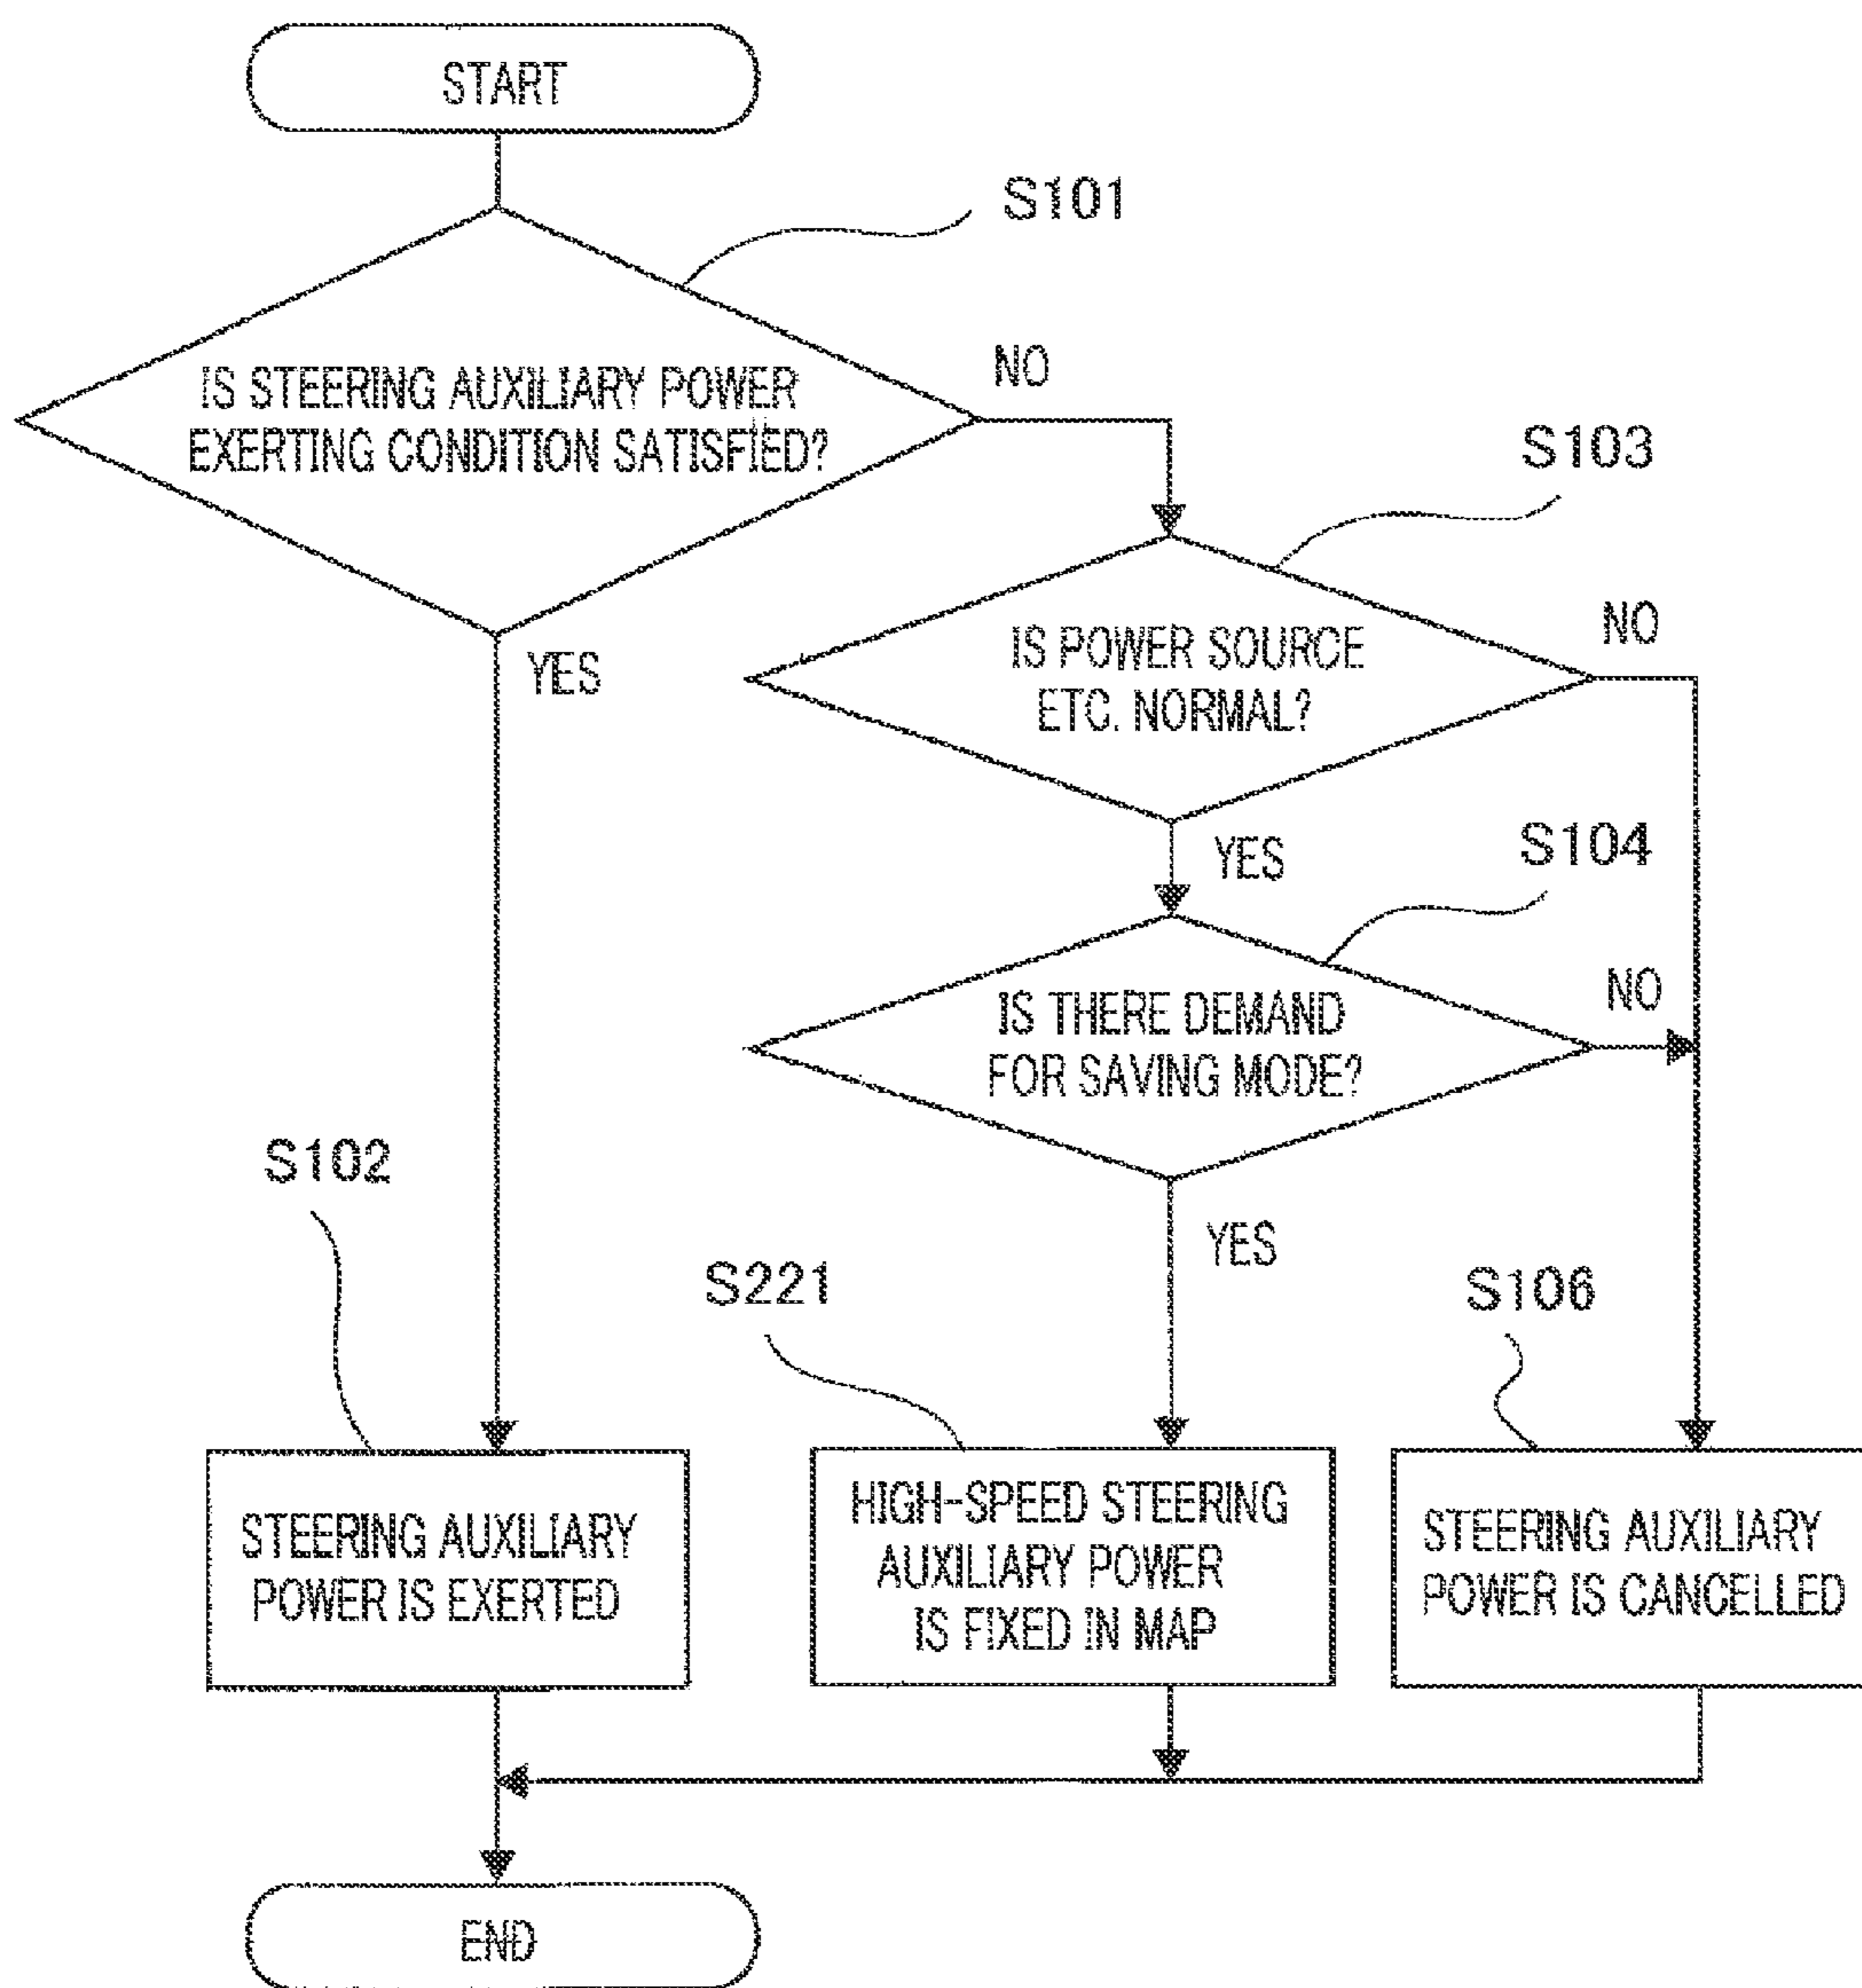 START
S101
IS STEERING AUXILIARY POWER
EXERTING CONDITION SATISFIED?
NO
YES
S103
IS POWER SOURCE
ETC. NORMAL?
NO
YES
S104
IS THERE DEMAND
FOR SAVING MODE?
NO
YES
S102
STEERING AUXILIARY
POWER IS EXERTED
S221
HIGH-SPEED STEERING
AUXILIARY POWER
IS FIXED IN MAP
S106
STEERING AUXILIARY
POWER IS CANCELLED
END